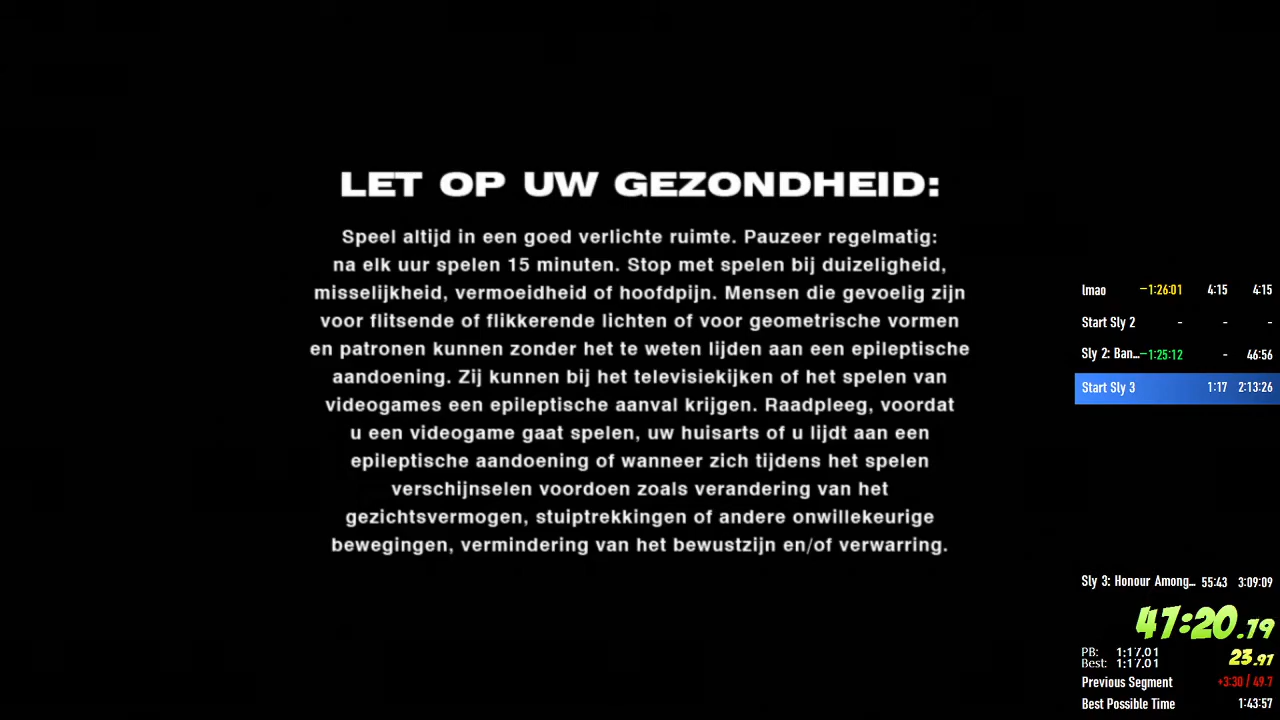 LET OP UW GEZONDHEID:
Speel altijd in een goed verlichte ruimte. Pauzeer regelmatig:
na elk uur spelen 15 minuten. Stop met spelen bij duizeligheid,
misselijkheid, vermoeidheid of hoofdpijn. Mensen die gevoelig zijn
voor flitsende of flikkerende lichten of voor geometrische vormen
en patronen kunnen zonder het te weten lijden aan een epileptische
aandoening. Zij kunnen bij het televisiekijken of het spelen van
videogames een epileptische aanval krijgen. Raadpleeg, voordat
u een videogame gaat spelen, uw huisarts of u lijdt aan een
epileptische aandoening of wanneer zich tijdens het spelen
verschijnselen voordoen zoals verandering van het
gezichtsvermogen, stuiptrekkingen of andere onwillekeurige
bewegingen, vermindering van het bewustzijn en/of verwarring.
lmao −1:26:01 4:15 4:15
Start Sly 2 - - -
Sly 2: Ban... −1:25:12 - 46:56
Start Sly 3 1:17 2:13:26
Sly 3: Honour Among... 55:43 3:09:09
47:20.79
PB: 1:17.01
Best: 1:17.01 23.97
Previous Segment +3:30 / 49.7
Best Possible Time 1:43:57